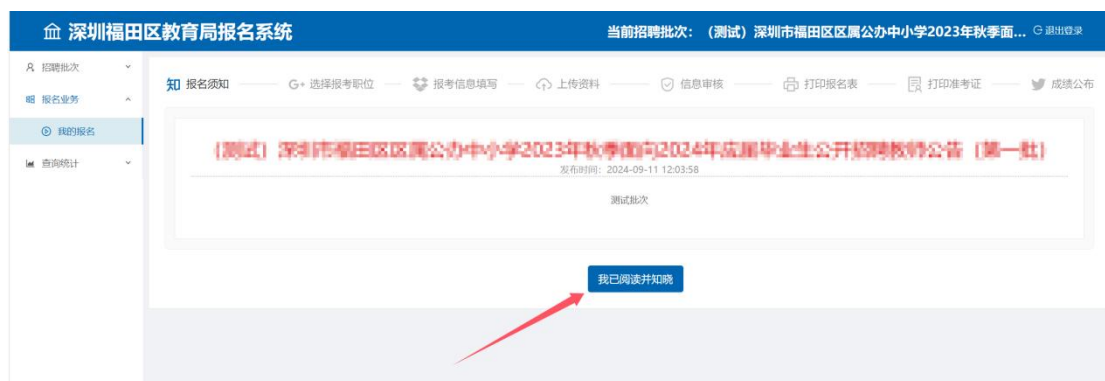 深圳福田区教育局报名系统
当前招聘批次：（测试）深圳市福田区区属公办中小学2023年秋季面...
退出登录
招聘批次
报名业务
我的报名
查询统计
知 报名须知
G+ 选择报考职位
报考信息填写
上传资料
信息审核
打印报名表
打印准考证
成绩公布
（测试）深圳市福田区区属公办中小学2023年秋季面向2024年应届毕业生公开招聘教师公告（第一批）
发布时间：2024-09-11 12:03:58
测试批次
我已阅读并知晓